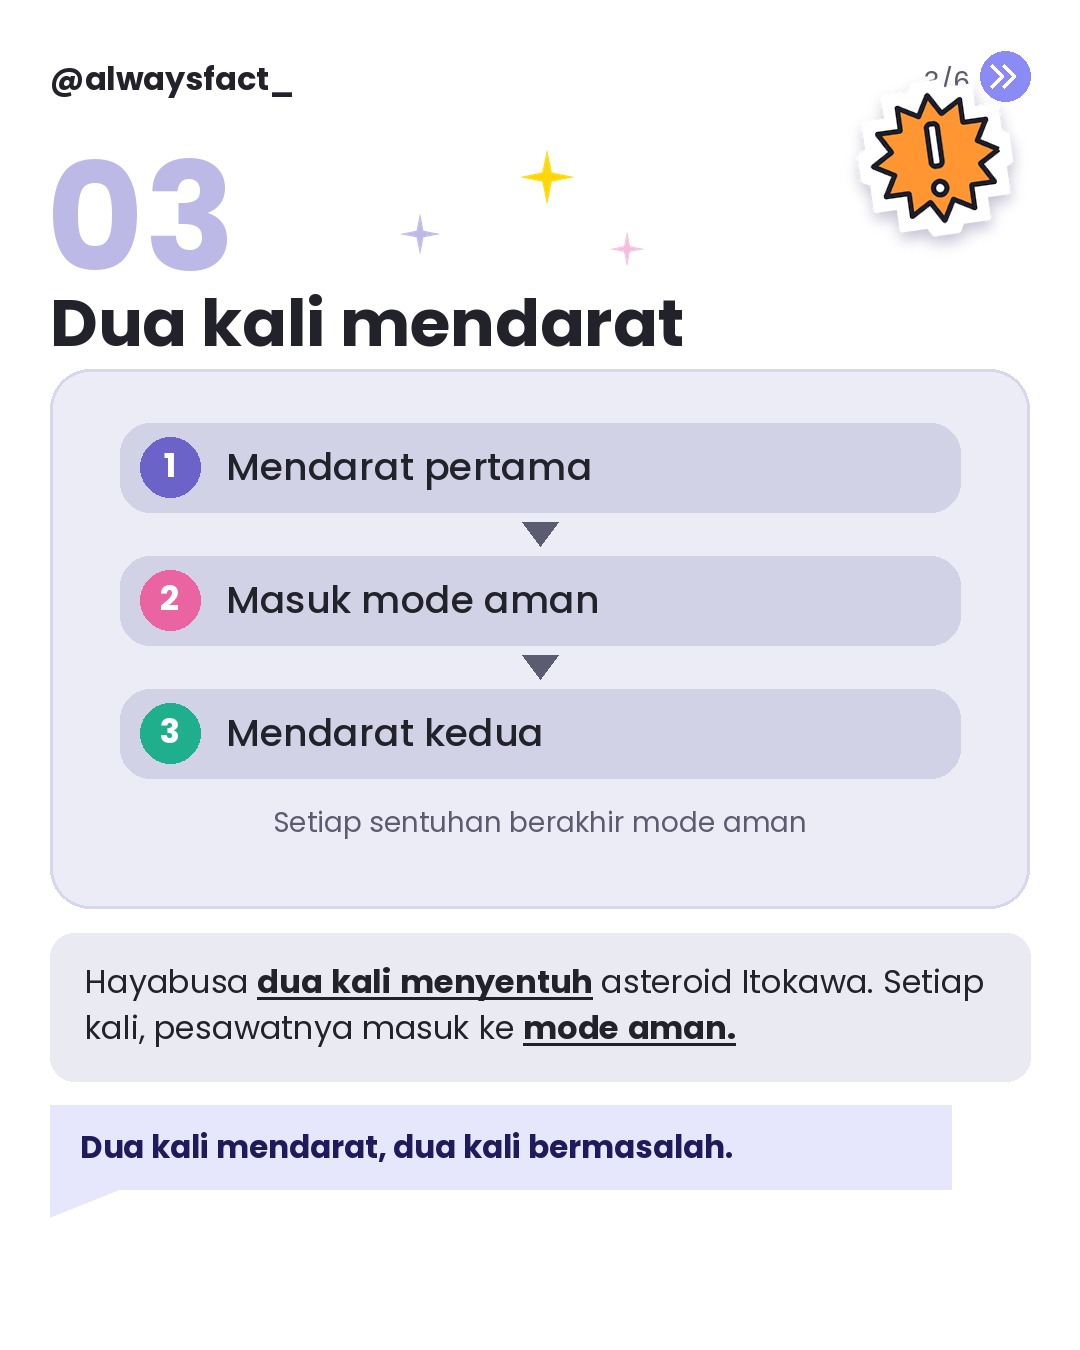 @alwaysfact_
03
Dua kali mendarat
1 Mendarat pertama
2 Masuk mode aman
3 Mendarat kedua
Setiap sentuhan berakhir mode aman
Hayabusa dua kali menyentuh asteroid Itokawa. Setiap
kali, pesawatnya masuk ke mode aman.
Dua kali mendarat, dua kali bermasalah.